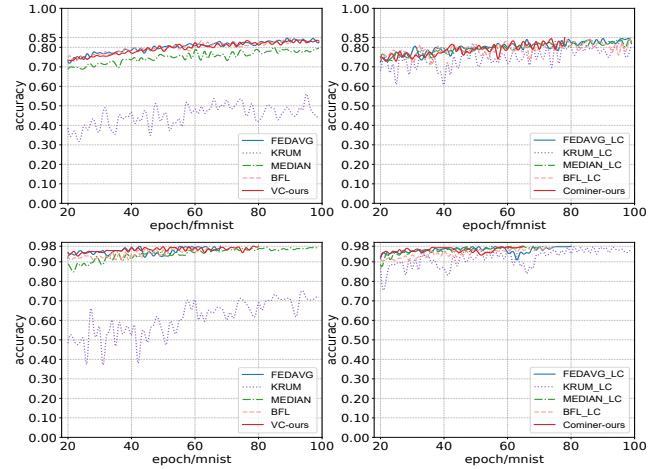 1.00
0.85
0.80
0.70
0.60
0.50
0.40
0.30
0.20
0.10
0.00
accuracy
20 40 60 80 100
epoch/fmnist
FEDAVG
KRUM
MEDIAN
BFL
VC-ours
1.00
0.85
0.80
0.70
0.60
0.50
0.40
0.30
0.20
0.10
0.00
accuracy
20 40 60 80 100
epoch/fmnist
FEDAVG_LC
KRUM_LC
MEDIAN_LC
BFL_LC
Cominer-ours
0.98
0.90
0.80
0.70
0.60
0.50
0.40
0.30
0.20
0.10
0.00
accuracy
20 40 60 80 100
epoch/mnist
FEDAVG
KRUM
MEDIAN
BFL
VC-ours
0.98
0.90
0.80
0.70
0.60
0.50
0.40
0.30
0.20
0.10
0.00
accuracy
20 40 60 80 100
epoch/mnist
FEDAVG_LC
KRUM_LC
MEDIAN_LC
BFL_LC
Cominer-ours